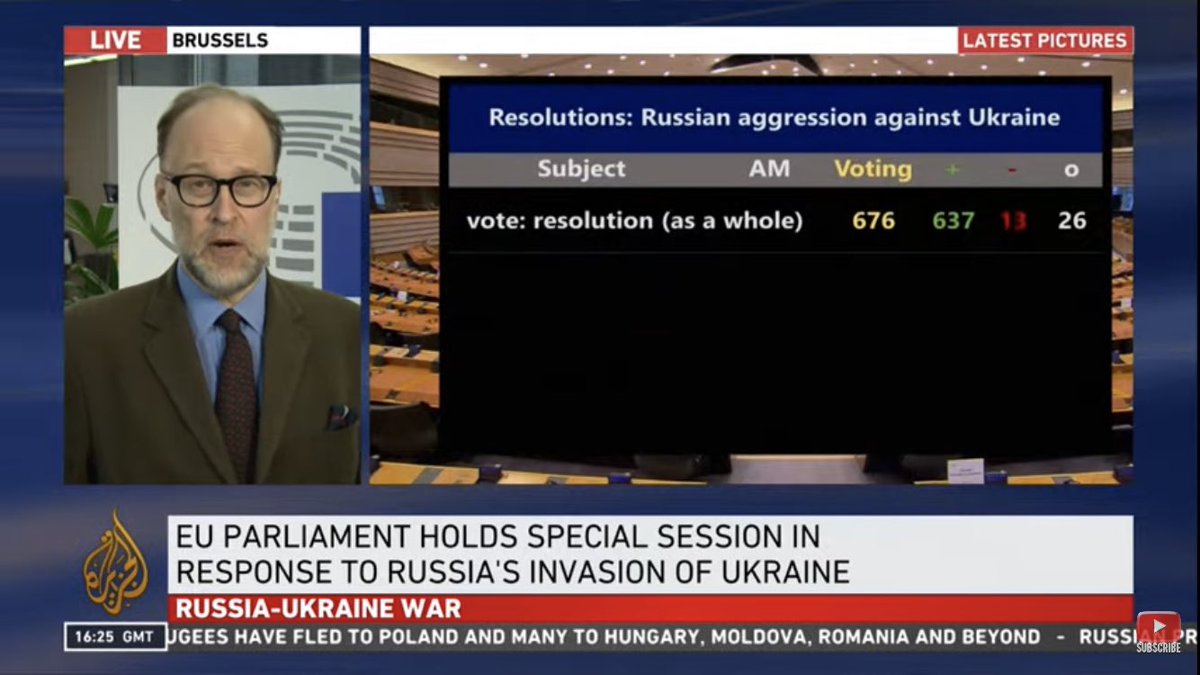 LIVE BRUSSELS
LATEST PICTURES
Resolutions: Russian aggression against Ukraine
Subject AM Voting + - o
vote: resolution (as a whole) 676 637 13 26
EU PARLIAMENT HOLDS SPECIAL SESSION IN
RESPONSE TO RUSSIA'S INVASION OF UKRAINE
RUSSIA-UKRAINE WAR
16:25 GMT UGEES HAVE FLED TO POLAND AND MANY TO HUNGARY, MOLDOVA, ROMANIA AND BEYOND - RUSSIAN PR
SUBSCRIBE